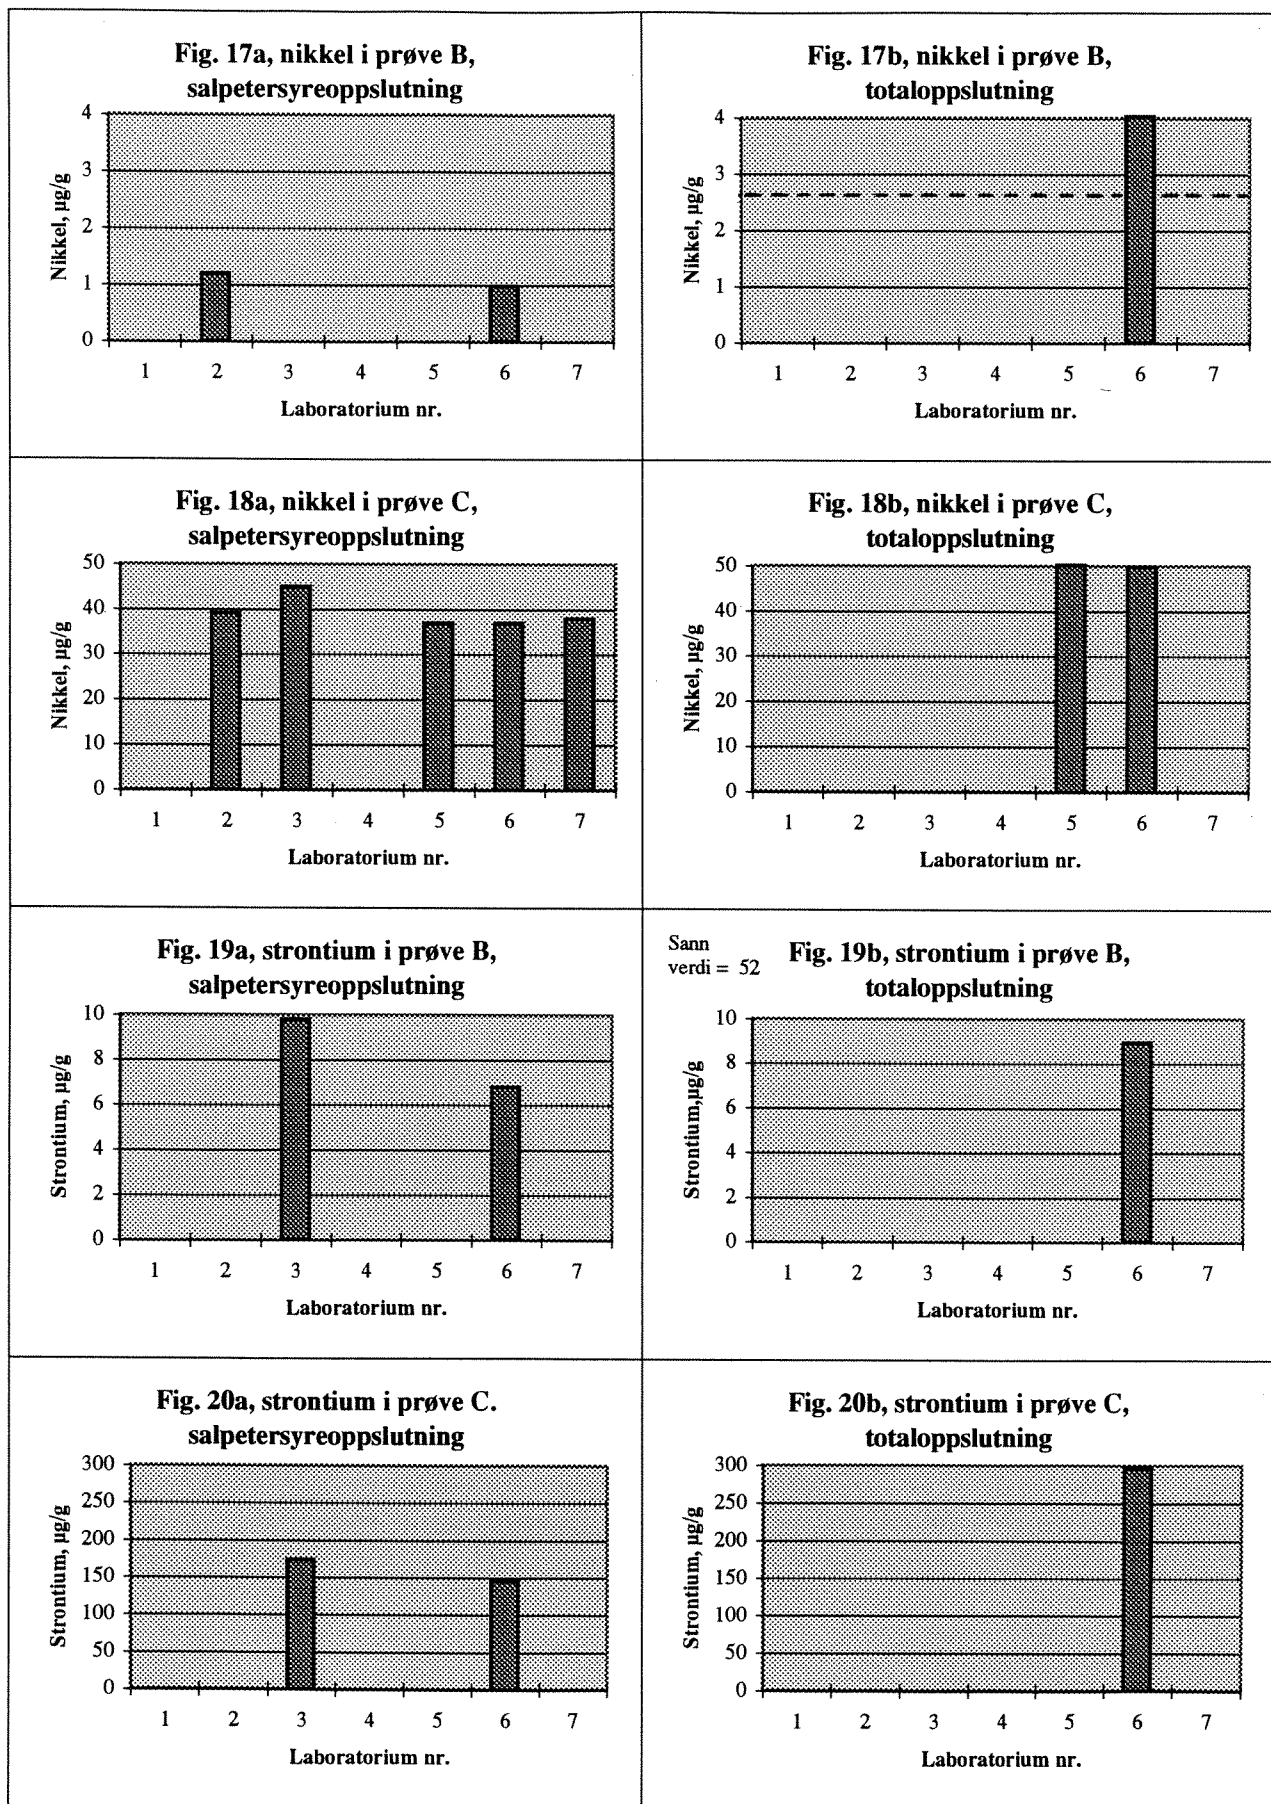 Fig. 17a, nikkel i prøve B,
salpetersyreoppslutning
4
3
2
1
0
Nikkel, µg/g
1 2 3 4 5 6 7
Laboratorium nr.
Fig. 17b, nikkel i prøve B,
totaloppslutning
4
3
2
1
0
Nikkel, µg/g
1 2 3 4 5 6 7
Laboratorium nr.
Fig. 18a, nikkel i prøve C,
salpetersyreoppslutning
50
40
30
20
10
0
Nikkel, µg/g
1 2 3 4 5 6 7
Laboratorium nr.
Fig. 18b, nikkel i prøve C,
totaloppslutning
50
40
30
20
10
0
Nikkel, µg/g
1 2 3 4 5 6 7
Laboratorium nr.
Fig. 19a, strontium i prøve B,
salpetersyreoppslutning
10
8
6
4
2
0
Strontium, µg/g
1 2 3 4 5 6 7
Laboratorium nr.
Sann
verdi = 52
Fig. 19b, strontium i prøve B,
totaloppslutning
10
8
6
4
2
0
Strontium,µg/g
1 2 3 4 5 6 7
Laboratorium nr.
Fig. 20a, strontium i prøve C.
salpetersyreoppslutning
300
250
200
150
100
50
0
Strontium, µg/g
1 2 3 4 5 6 7
Laboratorium nr.
Fig. 20b, strontium i prøve C,
totaloppslutning
300
250
200
150
100
50
0
Strontium, µg/g
1 2 3 4 5 6 7
Laboratorium nr.